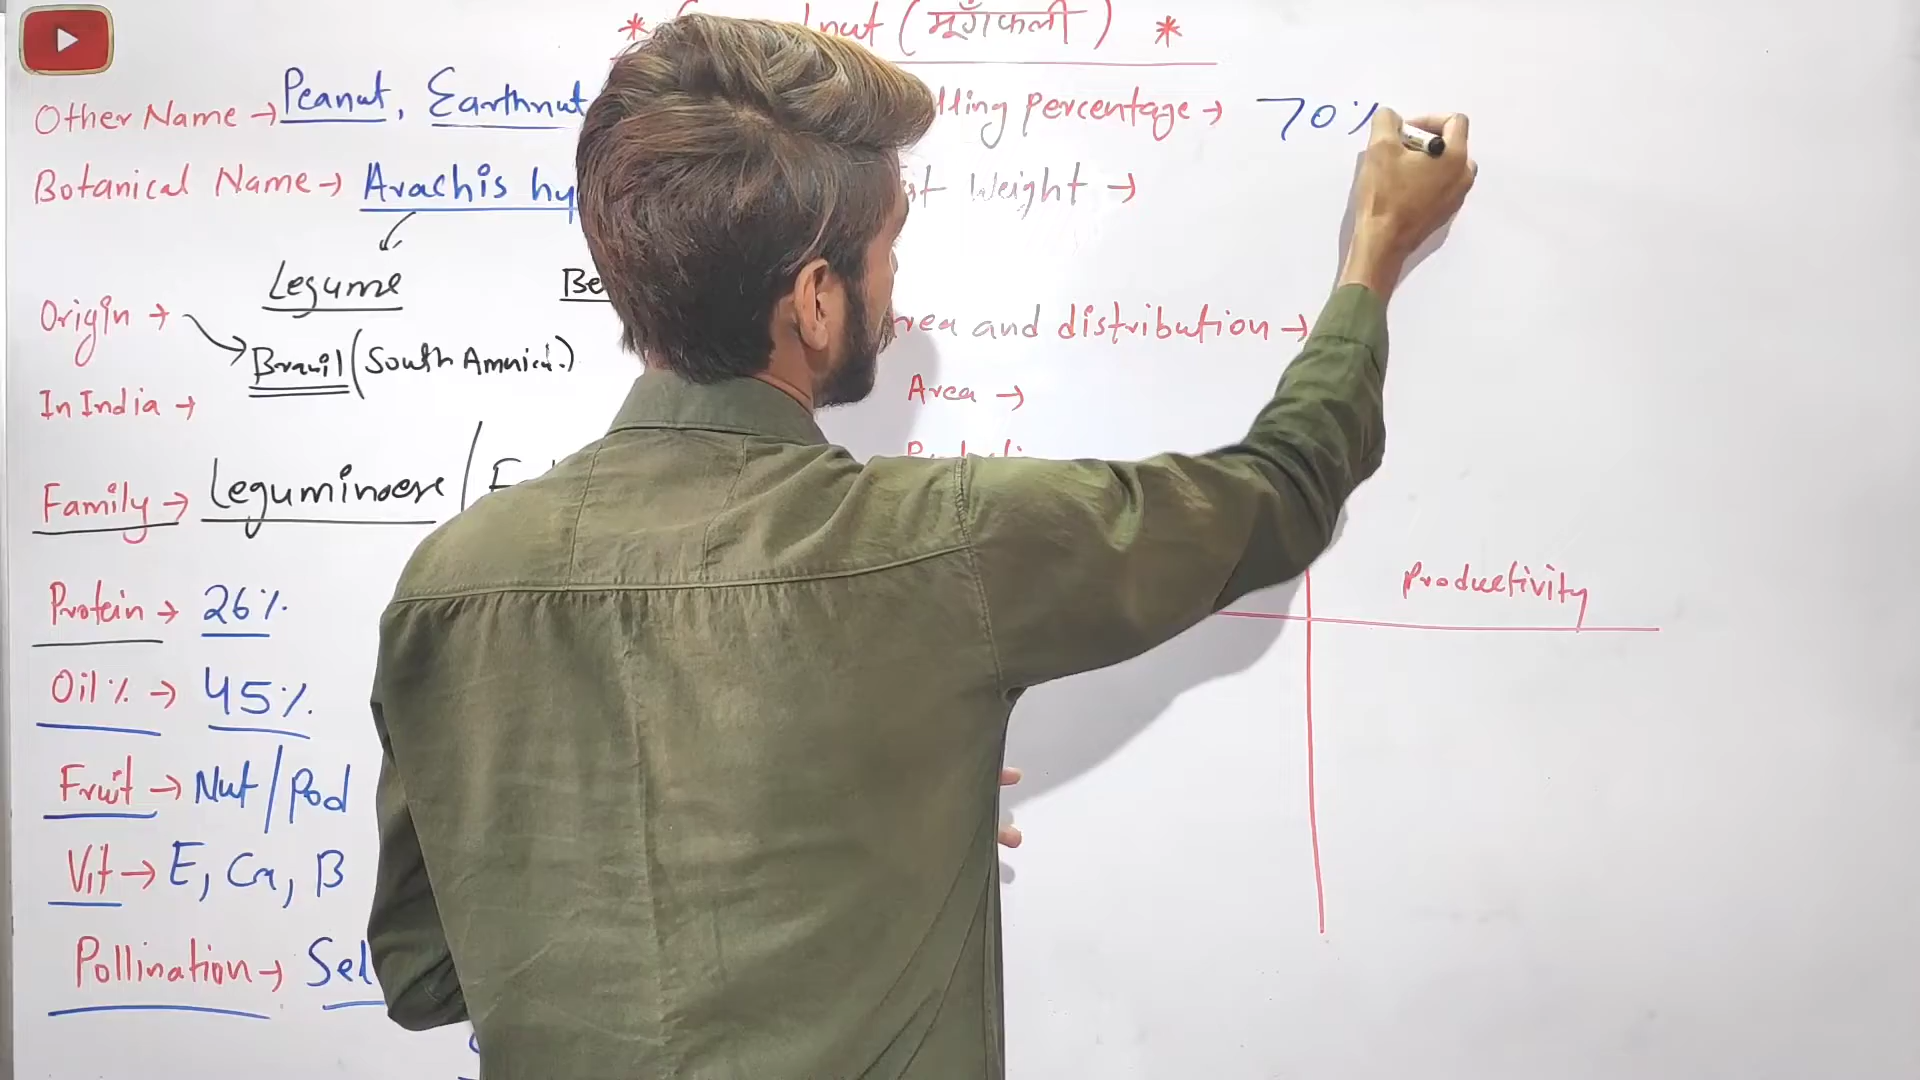 * nut (मूँगफली) *
Other Name → Peanut, Earthnut
Botanical Name → Arachis hy
Legume
Origin →
Brazil (South America.)
In India →
Family → Leguminoere /
Protein → 26%.
Oil % → 45%.
Fruit → Nut / Pod
Vit → E, Ca, B
Pollination → Sel
lling percentage → 70%
st Weight →
rea and distribution →
Area →
Productivity